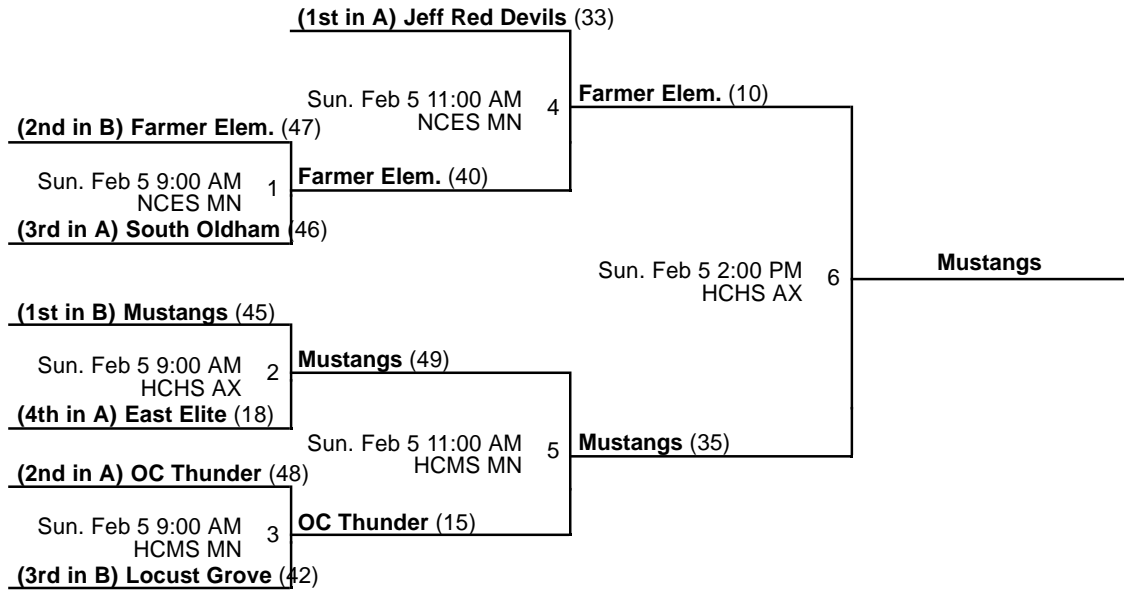 (1st in A) Jeff Red Devils (33)
Sun. Feb 5 11:00 AM
NCES MN
4
Farmer Elem. (10)
(2nd in B) Farmer Elem. (47)
Sun. Feb 5 9:00 AM
NCES MN
1
Farmer Elem. (40)
(3rd in A) South Oldham (46)
Sun. Feb 5 2:00 PM
HCHS AX
6
Mustangs
(1st in B) Mustangs (45)
Sun. Feb 5 9:00 AM
HCHS AX
2
Mustangs (49)
(4th in A) East Elite (18)
Sun. Feb 5 11:00 AM
HCMS MN
5
Mustangs (35)
(2nd in A) OC Thunder (48)
Sun. Feb 5 9:00 AM
HCMS MN
3
OC Thunder (15)
(3rd in B) Locust Grove (42)